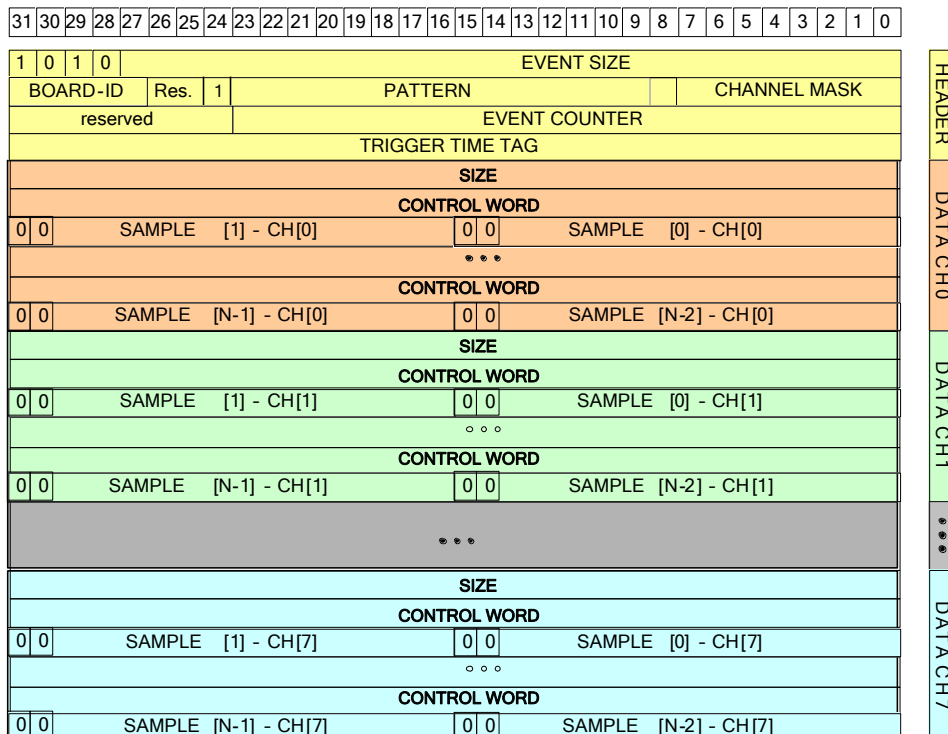 31 30 29 28 27 26 25 24 23 22 21 20 19 18 17 16 15 14 13 12 11 10 9 8 7 6 5 4 3 2 1 0
1 0 1 0 EVENT SIZE
BOARD-ID Res. 1 PATTERN CHANNEL MASK
reserved EVENT COUNTER
TRIGGER TIME TAG
HEADER
SIZE
CONTROL WORD
0 0 SAMPLE [1] - CH[0] 0 0 SAMPLE [0] - CH[0]
CONTROL WORD
0 0 SAMPLE [N-1] - CH[0] 0 0 SAMPLE [N-2] - CH[0]
DATA CH0
SIZE
CONTROL WORD
0 0 SAMPLE [1] - CH[1] 0 0 SAMPLE [0] - CH[1]
CONTROL WORD
0 0 SAMPLE [N-1] - CH[1] 0 0 SAMPLE [N-2] - CH[1]
DATA CH1
SIZE
CONTROL WORD
0 0 SAMPLE [1] - CH[7] 0 0 SAMPLE [0] - CH[7]
CONTROL WORD
0 0 SAMPLE [N-1] - CH[7] 0 0 SAMPLE [N-2] - CH[7]
DATA CH7